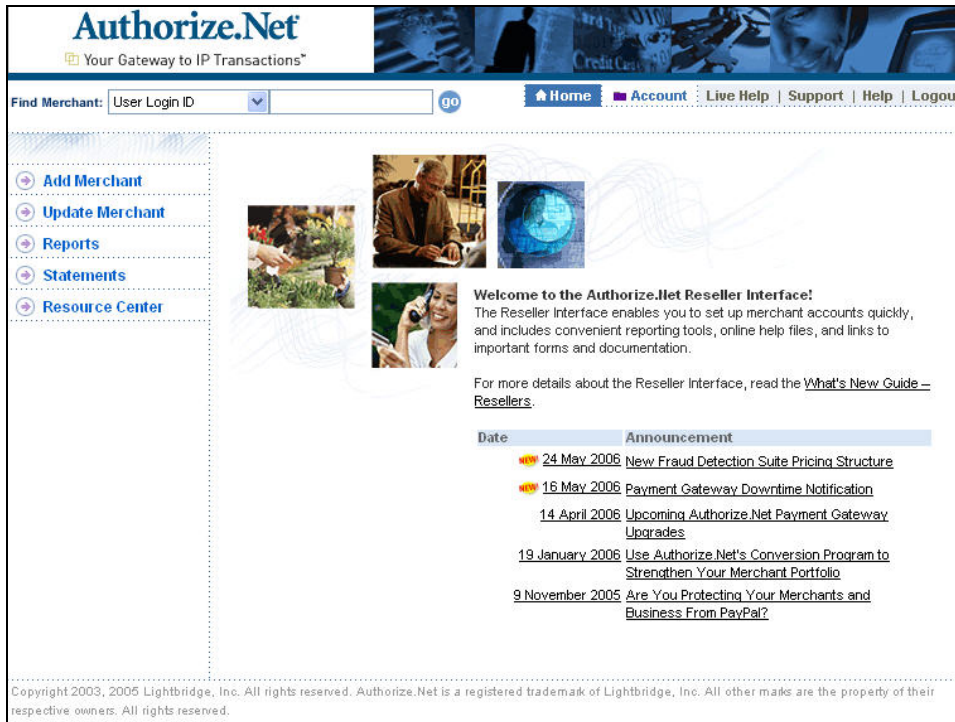 Authorize.Net
Your Gateway to IP Transactions℠
Find Merchant: User Login ID go
Home Account Live Help | Support | Help | Logou
Add Merchant
Update Merchant
Reports
Statements
Resource Center
Welcome to the Authorize.Net Reseller Interface!
The Reseller Interface enables you to set up merchant accounts quickly,
and includes convenient reporting tools, online help files, and links to
important forms and documentation.
For more details about the Reseller Interface, read the What's New Guide –
Resellers.
Date Announcement
NEW! 24 May 2006 New Fraud Detection Suite Pricing Structure
NEW! 16 May 2006 Payment Gateway Downtime Notification
14 April 2006 Upcoming Authorize.Net Payment Gateway
Upgrades
19 January 2006 Use Authorize.Net's Conversion Program to
Strengthen Your Merchant Portfolio
9 November 2005 Are You Protecting Your Merchants and
Business From PayPal?
Copyright 2003, 2005 Lightbridge, Inc. All rights reserved. Authorize.Net is a registered trademark of Lightbridge, Inc. All other marks are the property of their
respective owners. All rights reserved.